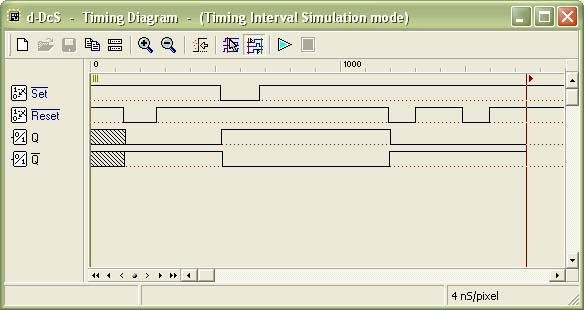 d-DcS - Timing Diagram - (Timing Interval Simulation mode)
0 1000
Set
Reset
Q
Q
4 nS/pixel